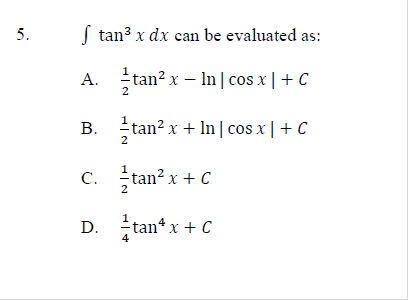 5. ∫ tan³ x dx can be evaluated as:
A. ½ tan² x − ln | cos x | + C
B. ½ tan² x + ln | cos x | + C
C. ½ tan² x + C
D. ¼ tan⁴ x + C